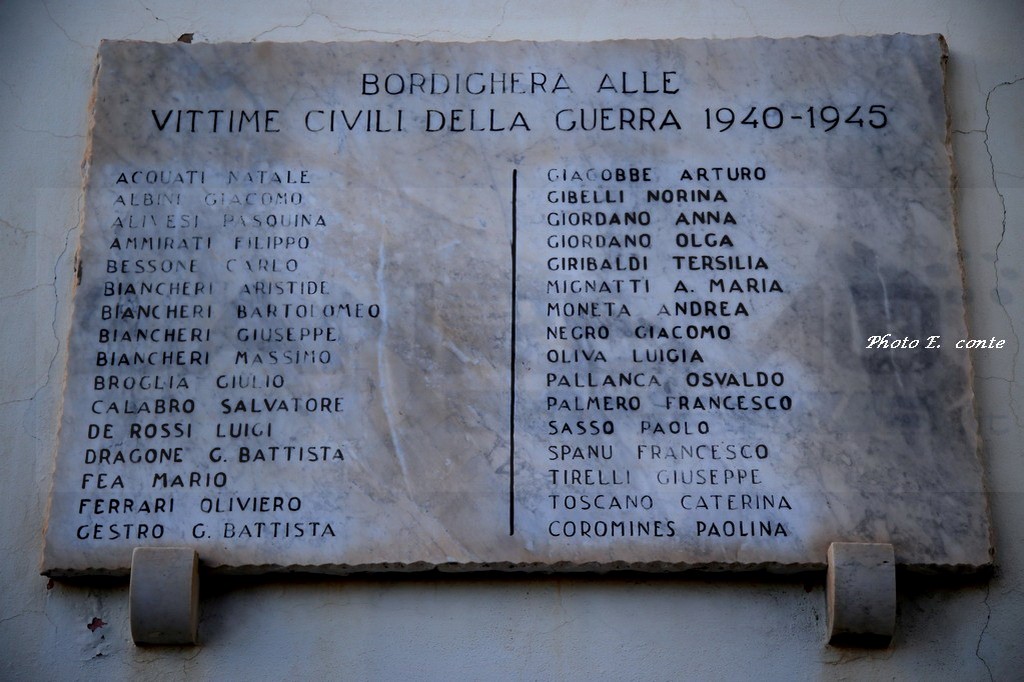 BORDIGHERA ALLE
VITTIME CIVILI DELLA GUERRA 1940-1945
ACQUATI NATALE
ALBINI GIACOMO
ALIVESI PASQUINA
AMMIRATI FILIPPO
BESSONE CARLO
BIANCHERI ARISTIDE
BIANCHERI BARTOLOMEO
BIANCHERI GIUSEPPE
BIANCHERI MASSIMO
BROGLIA GIULIO
CALABRO SALVATORE
DE ROSSI LUIGI
DRAGONE G. BATTISTA
FEA MARIO
FERRARI OLIVIERO
GESTRO G. BATTISTA
GIACOBBE ARTURO
GIBELLI NORINA
GIORDANO ANNA
GIORDANO OLGA
GIRIBALDI TERSILIA
MIGNATTI A. MARIA
MONETA ANDREA
NEGRO GIACOMO
OLIVA LUIGIA
PALLANCA OSVALDO
PALMERO FRANCESCO
SASSO PAOLO
SPANU FRANCESCO
TIRELLI GIUSEPPE
TOSCANO CATERINA
COROMINES PAOLINA
Photo E. conte